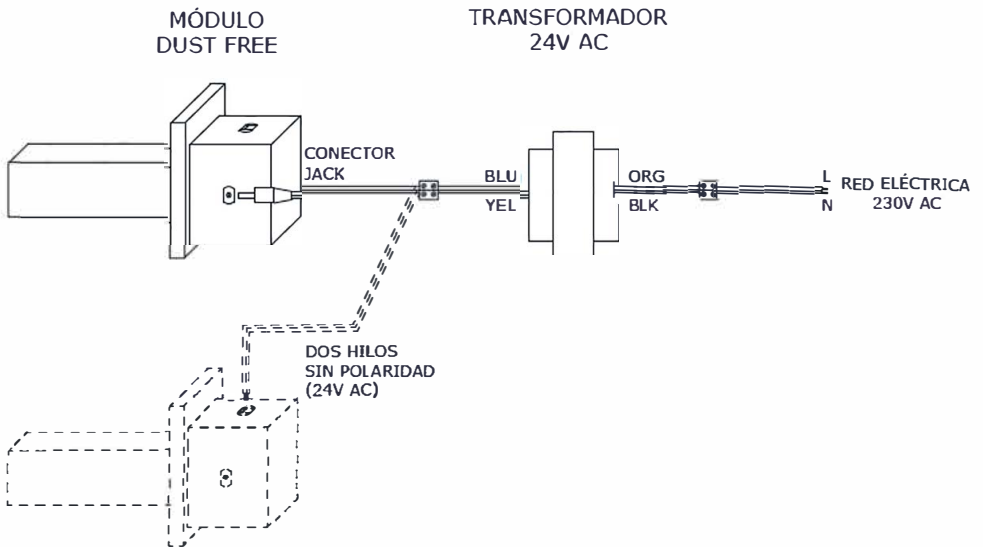 MÓDULO
DUST FREE
TRANSFORMADOR
24V AC
CONECTOR
JACK
BLU
YEL
ORG
BLK
L
N
RED ELÉCTRICA
230V AC
DOS HILOS
SIN POLARIDAD
(24V AC)